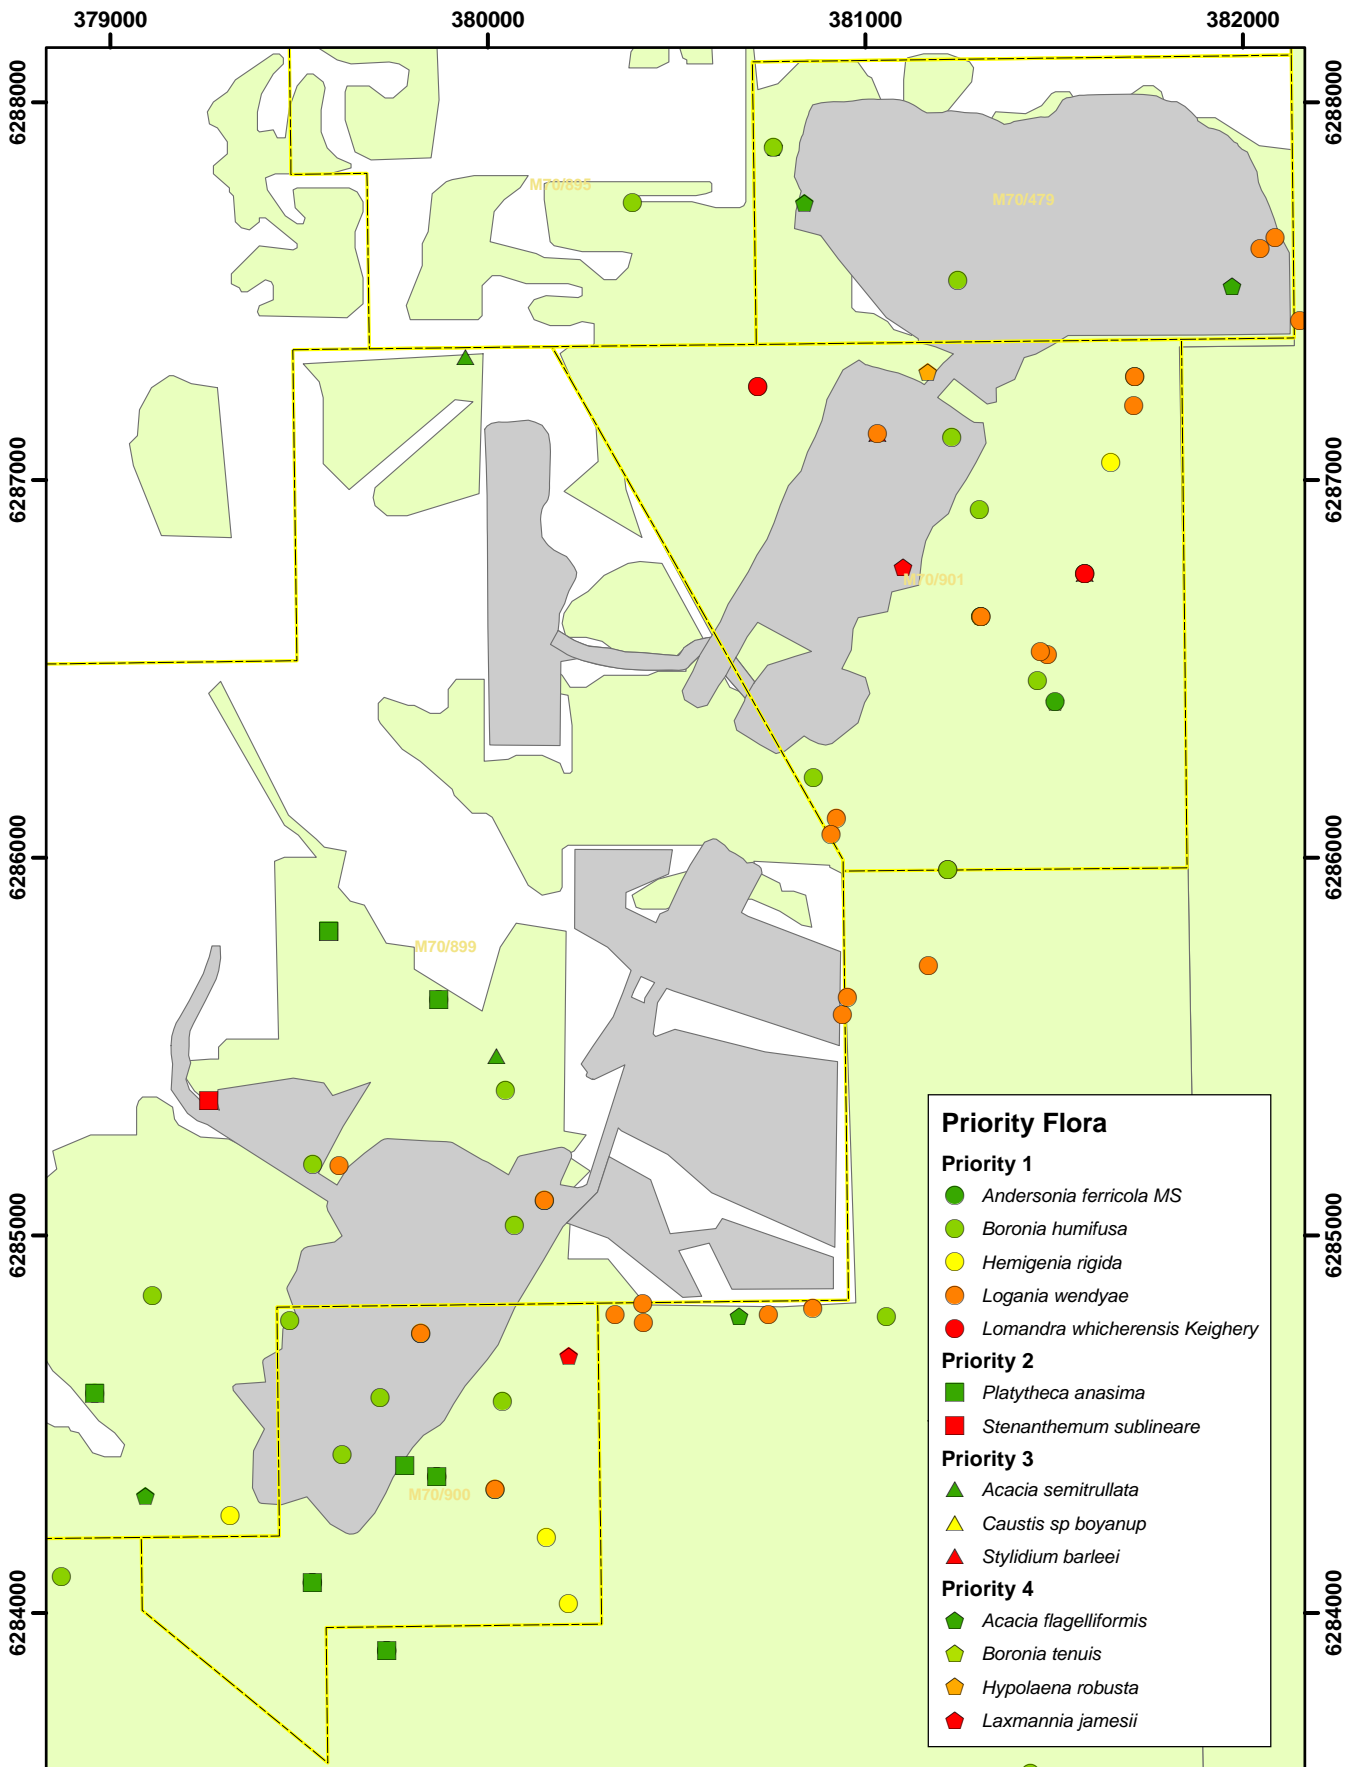 379000 380000 381000 382000
6288000 6288000
M70/895
M70/479
6287000 6287000
M70/901
6286000 6286000
M70/899
6285000 6285000
M70/900
6284000 6284000
Priority Flora
Priority 1
Andersonia ferricola MS
Boronia humifusa
Hemigenia rigida
Logania wendyae
Lomandra whicherensis Keighery
Priority 2
Platytheca anasima
Stenanthemum sublineare
Priority 3
Acacia semitrullata
Caustis sp boyanup
Stylidium barleei
Priority 4
Acacia flagelliformis
Boronia tenuis
Hypolaena robusta
Laxmannia jamesii